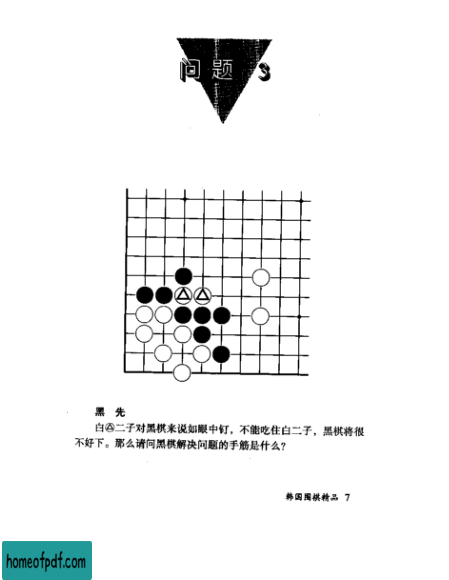 问题 3
黑 先
白△二子对黑棋来说如眼中钉，不能吃住白二子，黑棋将很
不好下。那么请问黑棋解决问题的手筋是什么？
韩国围棋精品 7
homeofpdf.com